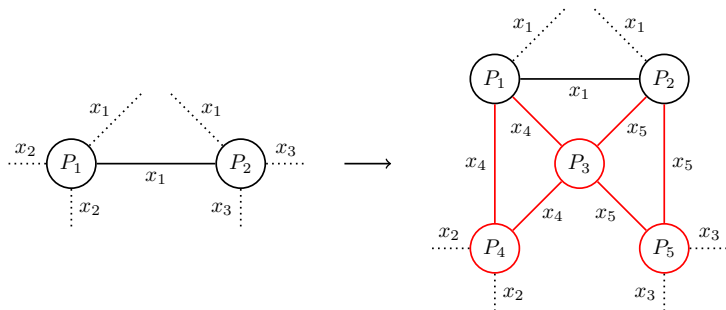 x₁ x₁
x₂ P₁ x₁ P₂ x₃
x₂ x₃
x₁ x₁
P₁ x₁ P₂
x₄ x₅
x₄ P₃ x₅
x₄ x₅
x₂ P₄ P₅ x₃
x₂ x₃